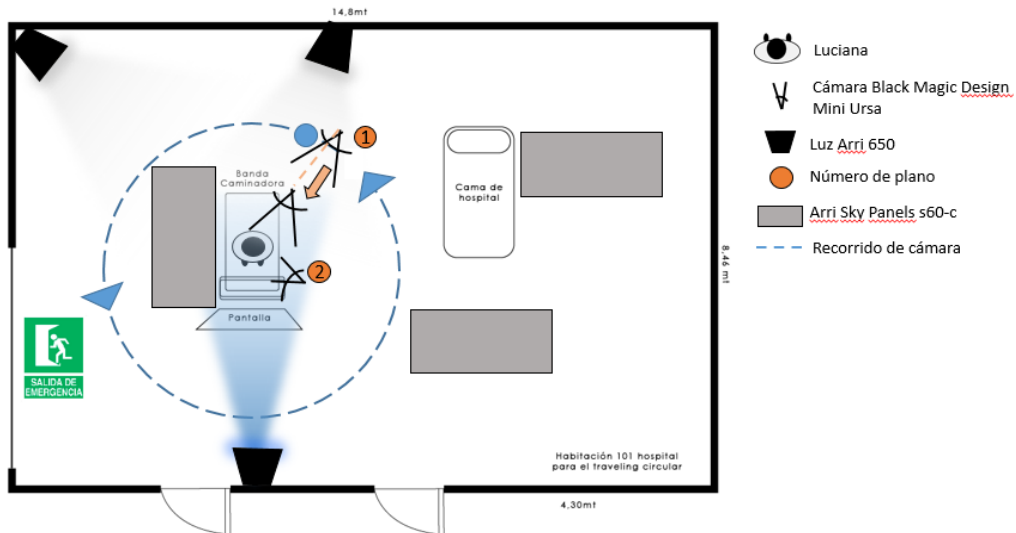 14,8mt
Luciana
Cámara Black Magic Design
Mini Ursa
Luz Arri 650
Número de plano
Arri Sky Panels s60-c
Recorrido de cámara
1
Banda
Caminadora
Cama de
hospital
2
Pantalla
8,46 mt
SALIDA DE
EMERGENCIA
Habitación 101 hospital
para el traveling circular
4,30mt